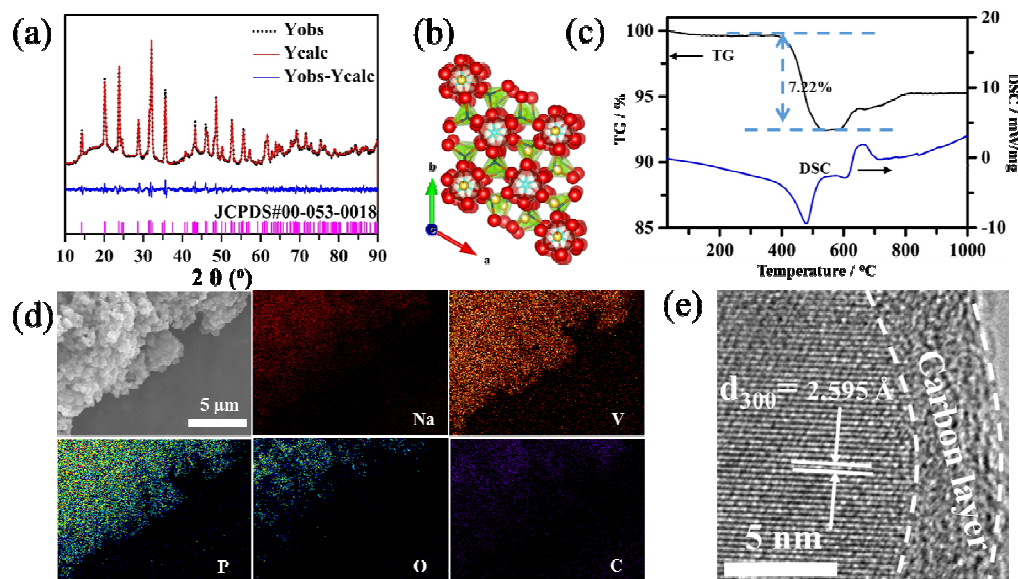 (a)
Yobs
Ycalc
Yobs-Ycalc
JCPDS#00-053-0018
10 20 30 40 50 60 70 80 90
2 θ (°)
(b)
b
a
(c)
100
95
90
85
TG / %
TG
7.22%
DSC
20
10
0
-10
DSC / mW/mg
0 200 400 600 800 1000
Temperature / °C
(d)
5 μm
Na
V
P
O
C
(e)
d300= 2.595 Å
Carbon layer
5 nm